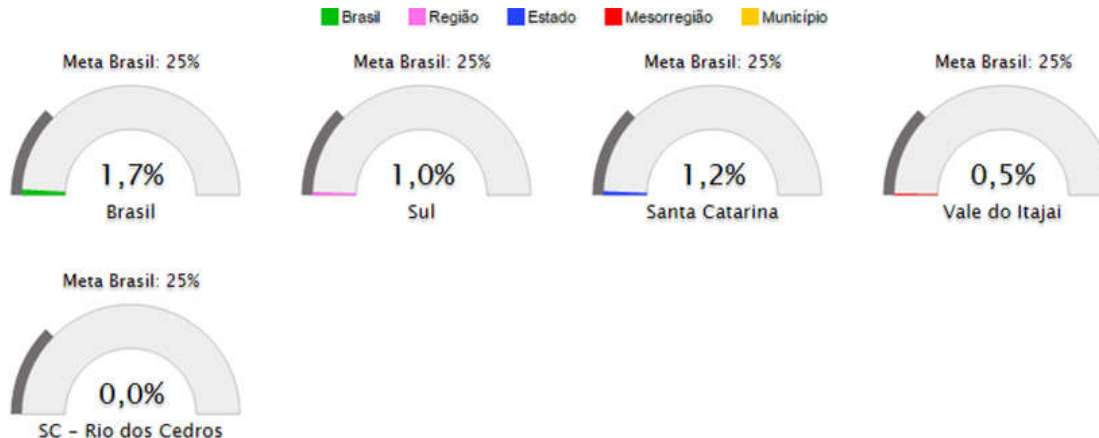 Brasil Região Estado Mesorregião Município
Meta Brasil: 25% Meta Brasil: 25% Meta Brasil: 25% Meta Brasil: 25%
1,7% 1,0% 1,2% 0,5%
Brasil Sul Santa Catarina Vale do Itajai
Meta Brasil: 25%
0,0%
SC - Rio dos Cedros